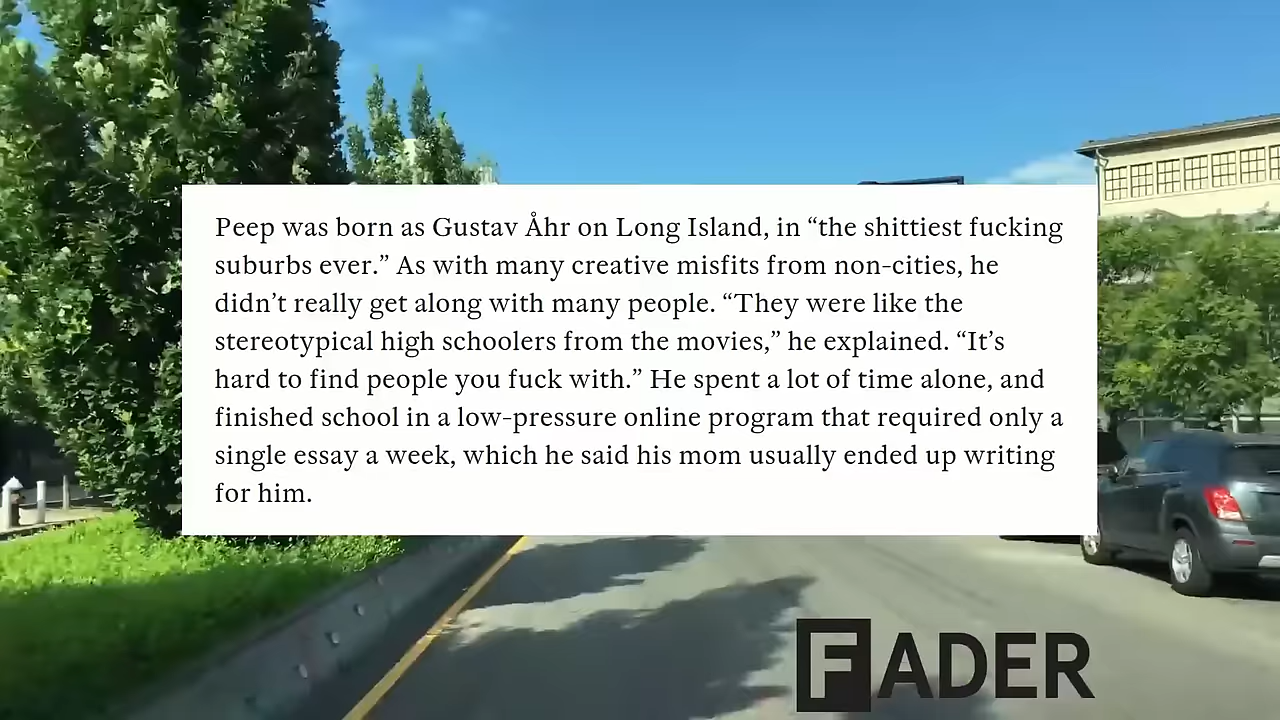 Peep was born as Gustav Åhr on Long Island, in “the shittiest fucking
suburbs ever.” As with many creative misfits from non-cities, he
didn’t really get along with many people. “They were like the
stereotypical high schoolers from the movies,” he explained. “It’s
hard to find people you fuck with.” He spent a lot of time alone, and
finished school in a low-pressure online program that required only a
single essay a week, which he said his mom usually ended up writing
for him.
FADER